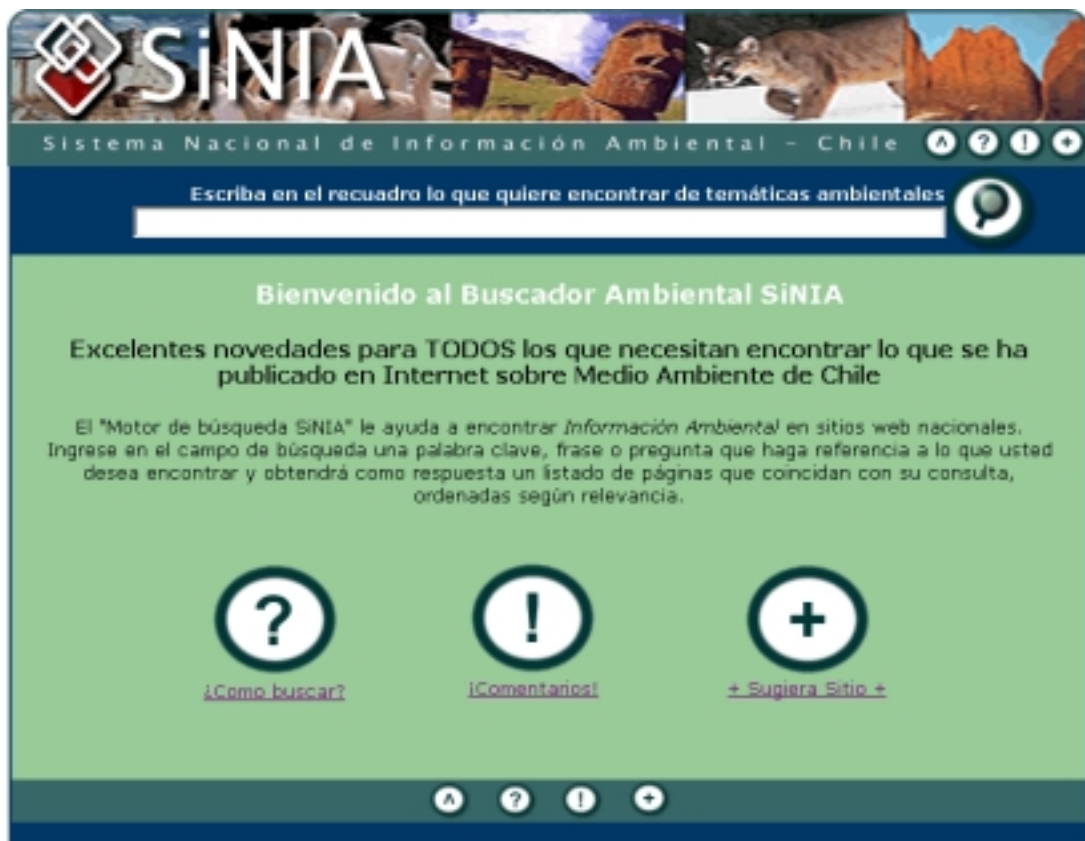 SiNIA
Sistema Nacional de Información Ambiental - Chile ^ ? ! +
Escriba en el recuadro lo que quiere encontrar de temáticas ambientales
Bienvenido al Buscador Ambiental SiNIA
Excelentes novedades para TODOS los que necesitan encontrar lo que se ha
publicado en Internet sobre Medio Ambiente de Chile
El "Motor de búsqueda SiNIA" le ayuda a encontrar Información Ambiental en sitios web nacionales.
Ingrese en el campo de búsqueda una palabra clave, frase o pregunta que haga referencia a lo que usted
desea encontrar y obtendrá como respuesta un listado de páginas que coincidan con su consulta,
ordenadas según relevancia.
? ! +
¿Como buscar? ¡Comentarios! + Sugiera Sitio +
^ ? ! +